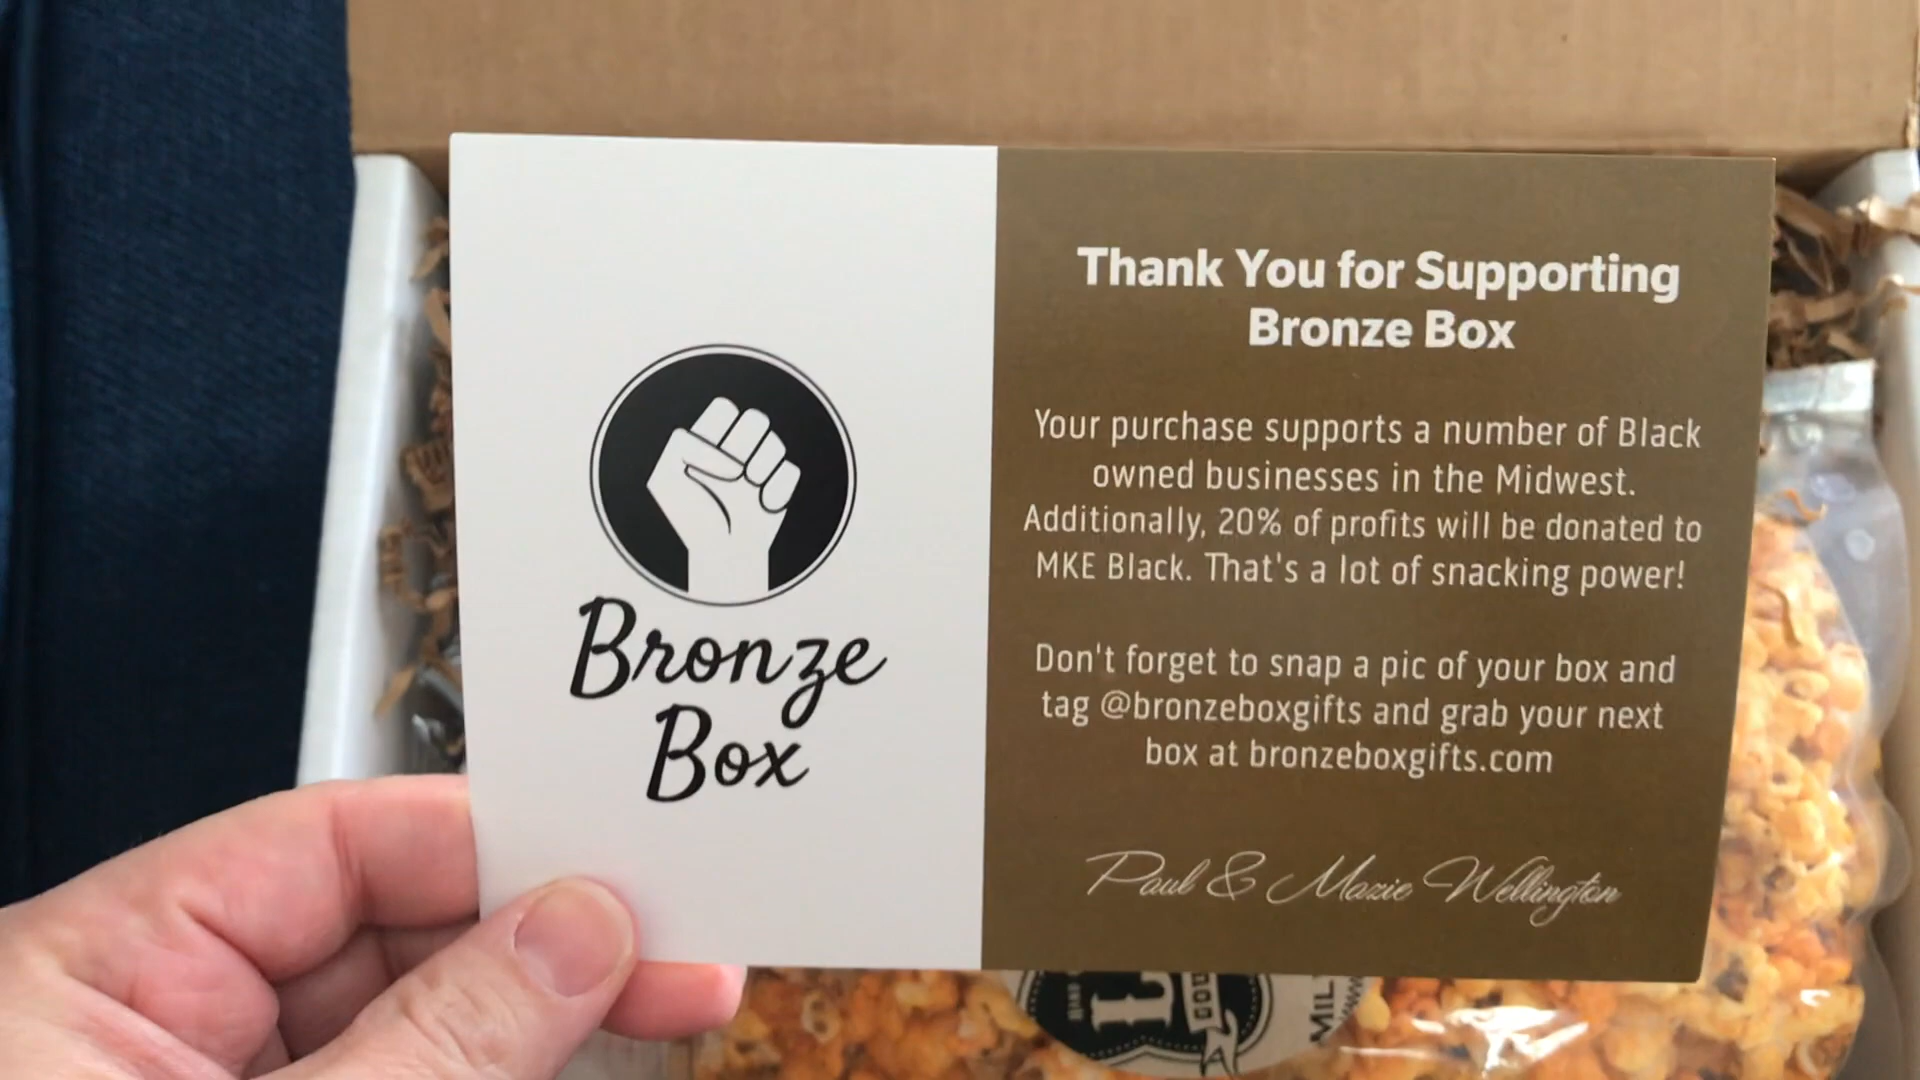 Bronze
Box
Thank You for Supporting
Bronze Box
Your purchase supports a number of Black
owned businesses in the Midwest.
Additionally, 20% of profits will be donated to
MKE Black. That's a lot of snacking power!
Don't forget to snap a pic of your box and
tag @bronzeboxgifts and grab your next
box at bronzeboxgifts.com
Paul & Mazie Wellington